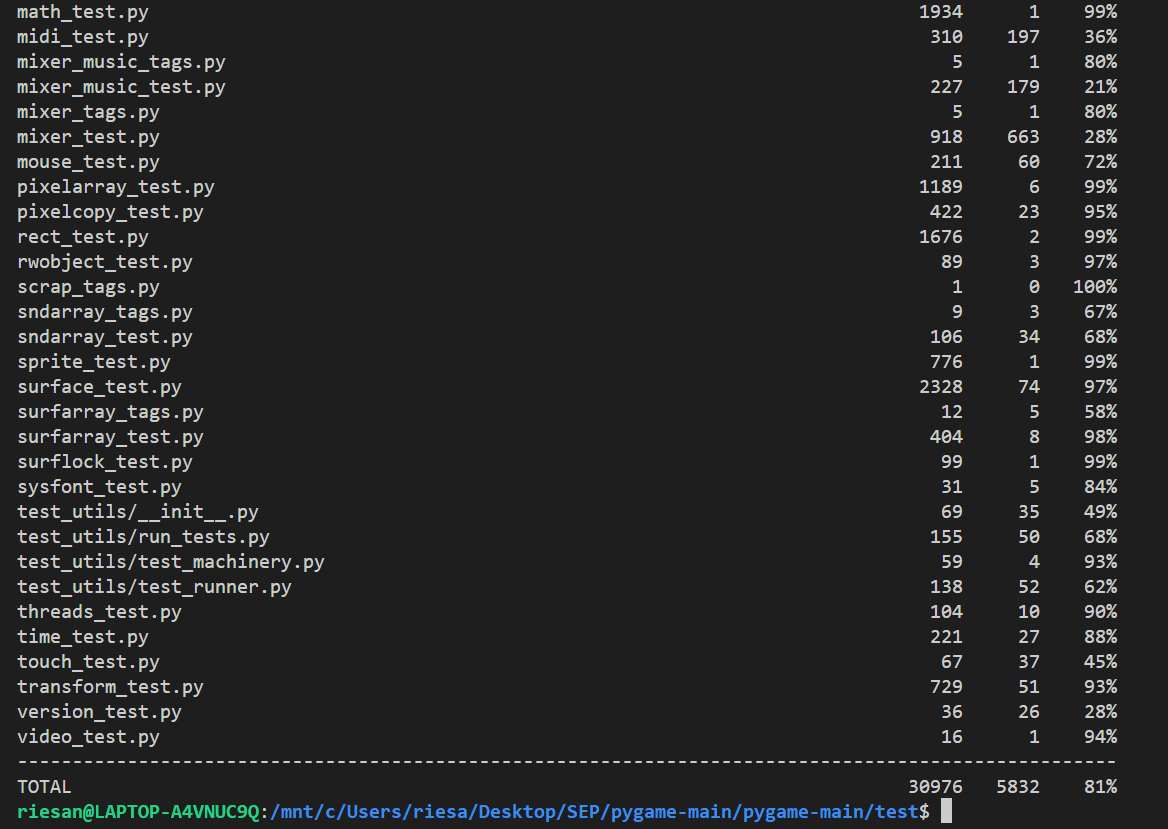 math_test.py 1934 1 99%
midi_test.py 310 197 36%
mixer_music_tags.py 5 1 80%
mixer_music_test.py 227 179 21%
mixer_tags.py 5 1 80%
mixer_test.py 918 663 28%
mouse_test.py 211 60 72%
pixelarray_test.py 1189 6 99%
pixelcopy_test.py 422 23 95%
rect_test.py 1676 2 99%
rwobject_test.py 89 3 97%
scrap_tags.py 1 0 100%
sndarray_tags.py 9 3 67%
sndarray_test.py 106 34 68%
sprite_test.py 776 1 99%
surface_test.py 2328 74 97%
surfarray_tags.py 12 5 58%
surfarray_test.py 404 8 98%
surflock_test.py 99 1 99%
sysfont_test.py 31 5 84%
test_utils/__init__.py 69 35 49%
test_utils/run_tests.py 155 50 68%
test_utils/test_machinery.py 59 4 93%
test_utils/test_runner.py 138 52 62%
threads_test.py 104 10 90%
time_test.py 221 27 88%
touch_test.py 67 37 45%
transform_test.py 729 51 93%
version_test.py 36 26 28%
video_test.py 16 1 94%
----------------------------------------------------------------------------------------------------
TOTAL 30976 5832 81%
riesan@LAPTOP-A4VNUC9Q:/mnt/c/Users/riesa/Desktop/SEP/pygame-main/pygame-main/test$